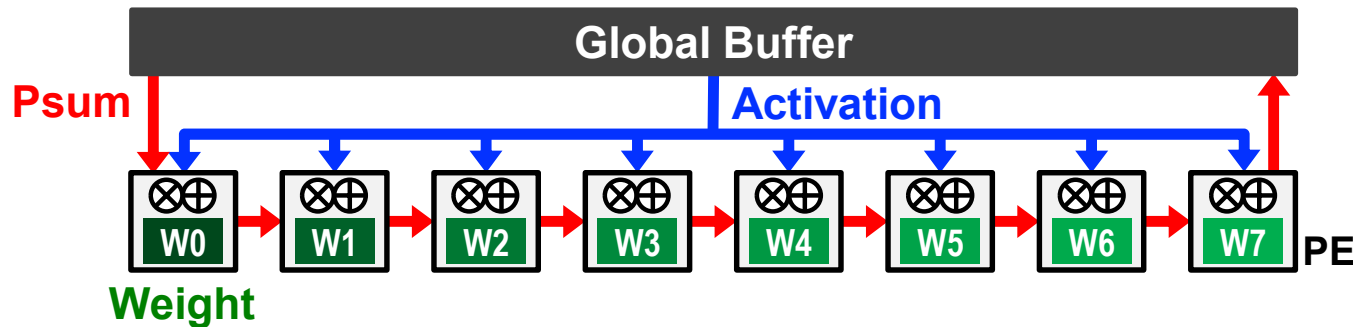 Global Buffer
Psum
Activation
W0 W1 W2 W3 W4 W5 W6 W7
PE
Weight